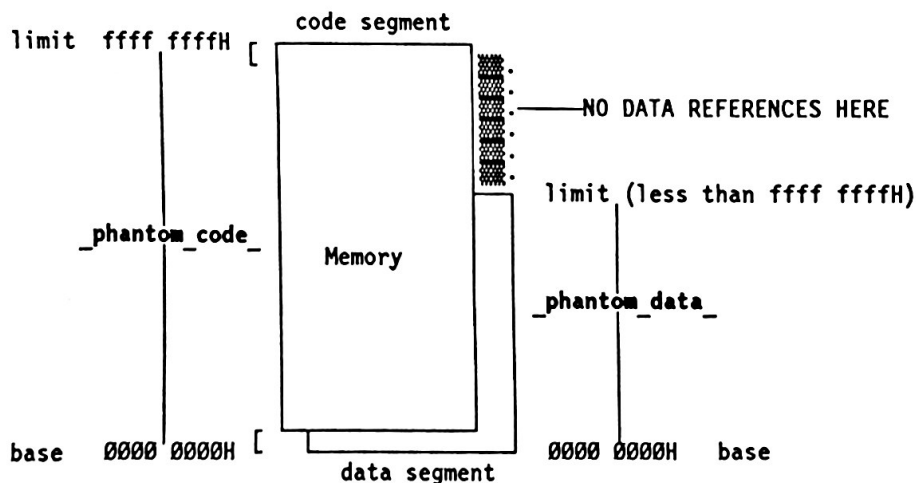 code segment
limit ffff ffffH
NO DATA REFERENCES HERE
limit (less than ffff ffffH)
_phantom_code_
Memory
_phantom_data_
base 0000 0000H
0000 0000H base
data segment